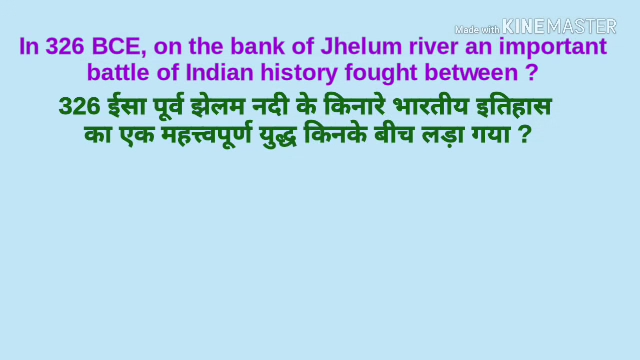 Made with KINEMASTER
In 326 BCE, on the bank of Jhelum river an important
battle of Indian history fought between ?
326 ईसा पूर्व झेलम नदी के किनारे भारतीय इतिहास
का एक महत्त्वपूर्ण युद्ध किनके बीच लड़ा गया ?